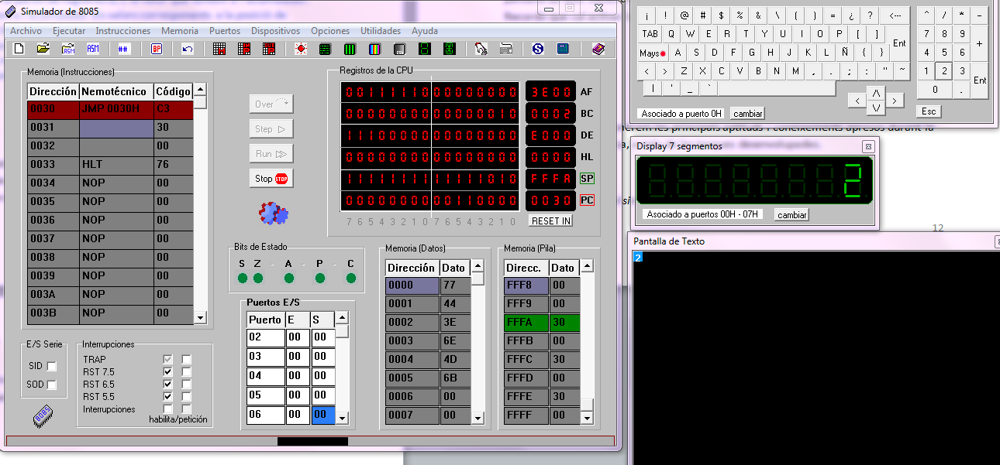 Simulador de 8085
Archivo Ejecutar Instrucciones Memoria Puertos Dispositivos Opciones Utilidades Ayuda
ASM ASM ## BP
Memoria (Instrucciones)
Dirección Nemotécnico Código
0030 JMP 0030H C3
0031 30
0032 00
0033 HLT 76
0034 NOP 00
0035 NOP 00
0036 NOP 00
0037 NOP 00
0038 NOP 00
0039 NOP 00
003A NOP 00
003B NOP 00
Over
Step
Run
Stop STOP
Registros de la CPU
00111110 00000000 3E00 AF
00000000 00000010 0002 BC
11100000 00000000 E000 DE
00000000 00000000 0000 HL
11111111 11111010 FFFA SP
00000000 00110000 0030 PC
7 6 5 4 3 2 1 0 7 6 5 4 3 2 1 0 RESET IN
Bits de Estado
S Z - A - P - C
Puertos E/S
Puerto E S
02 00 00
03 00 00
04 00 00
05 00 00
06 00 00
Memoria (Datos)
Dirección Dato
0000 77
0001 44
0002 3E
0003 6E
0004 4D
0005 6B
0006 00
0007 00
Memoria (Pila)
Direcc. Dato
FFF8 00
FFF9 00
FFFA 30
FFFB 00
FFFC 30
FFFD 00
FFFE 30
FFFF 00
E/S Serie
SID
SOD
8085
Interrupciones
TRAP
RST 7.5
RST 6.5
RST 5.5
Interrupciones
habilita/petición
¡ ! @ # $ % & \ ( ) = ¿ ? <--- ^ / * -
TAB Q W E R T Y U I O P [ ] Ent 7 8 9 +
Mays A S D F G H J K L Ñ { } 4 5 6
< > Z X C V B N M , . ; : " ~ 1 2 3 Ent
| ' _ ` 0 .
< /\ \/ > Esc
Asociado a puerto 0H cambiar
principals aptituds i coneixements apresos durant la
Display 7 segmentos
2
Asociado a puertos 00H - 07H cambiar
si
12
Pantalla de Texto
2